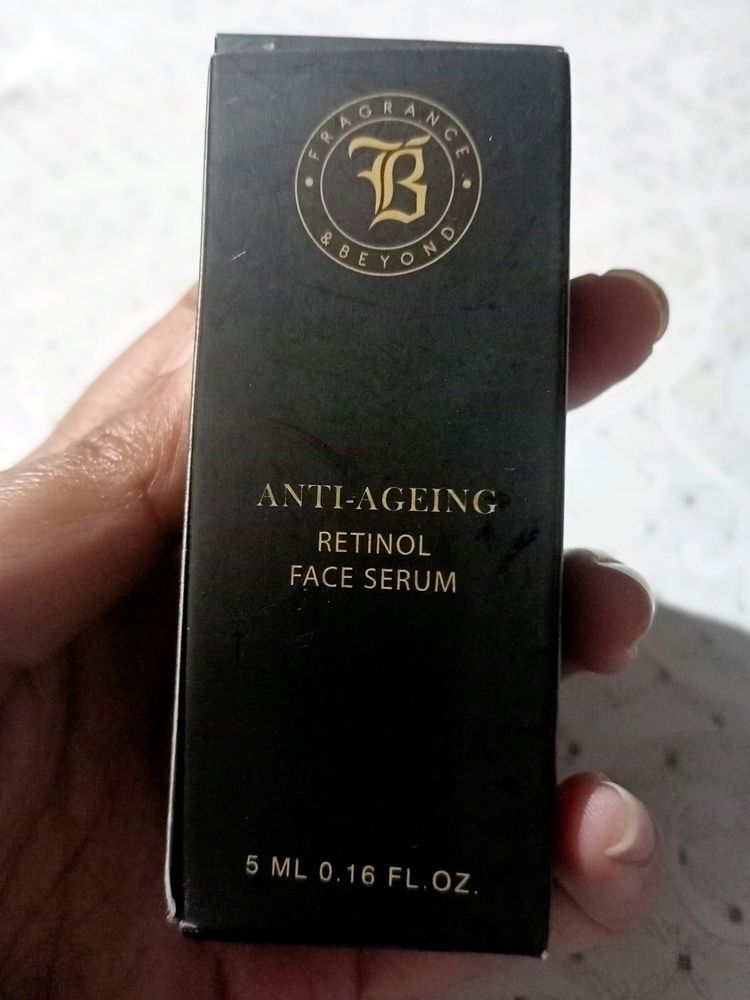 FRAGRANCE
B
& BEYOND
ANTI-AGEING
RETINOL
FACE SERUM
5 ML 0.16 FL.OZ.